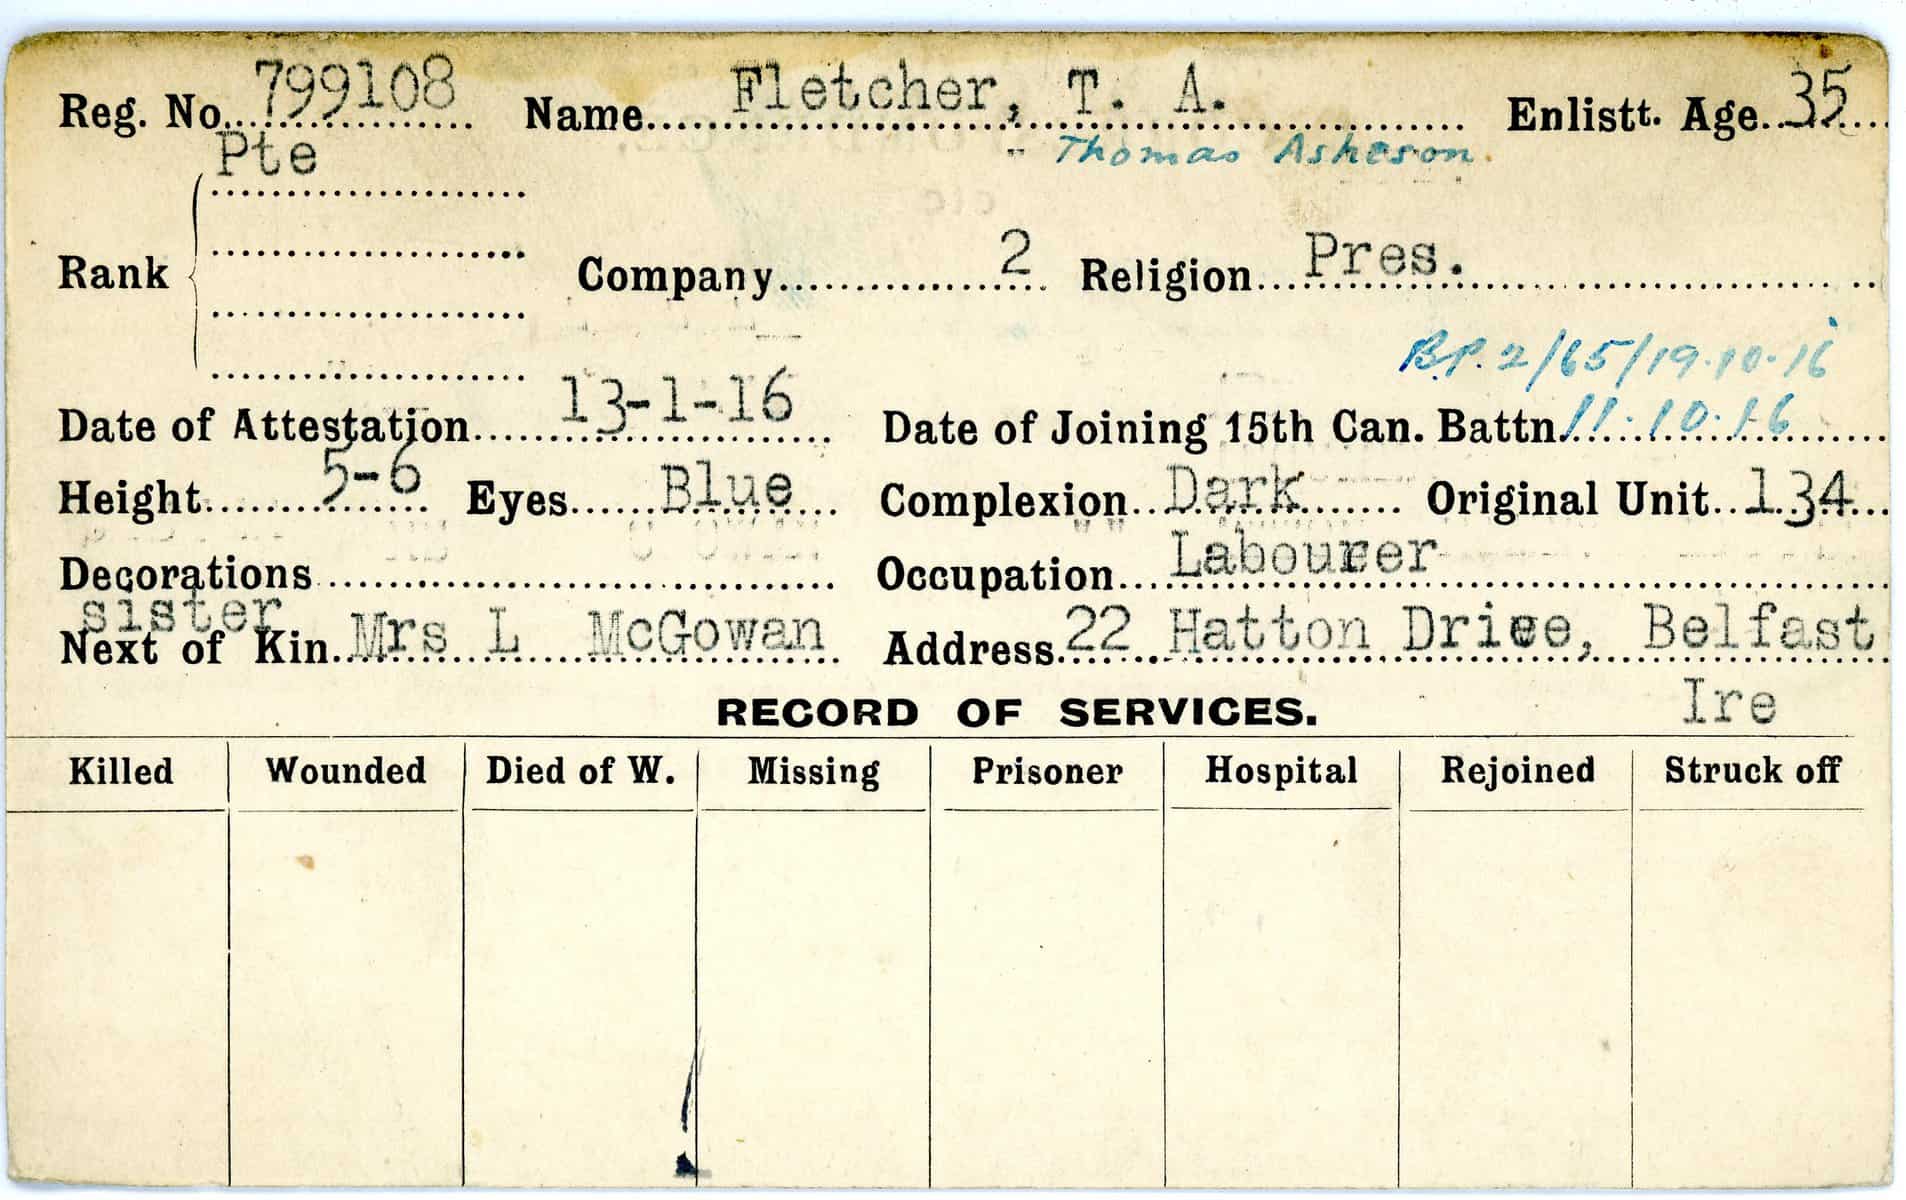 Reg. No. 799108 Name Fletcher, T. A. Enlistt. Age 35
Pte - Thomas Asheson.
Rank Company 2 Religion Pres.
B.P. 2/65/19.10.16
Date of Attestation 13-1-16 Date of Joining 15th Can. Battn. 11.10.16
Height 5-6 Eyes Blue Complexion Dark Original Unit 134
Decorations Occupation Labourer
sister
Next of Kin. Mrs L McGowan Address 22 Hatton Drive, Belfast
Ire
RECORD OF SERVICES.
Killed Wounded Died of W. Missing Prisoner Hospital Rejoined Struck off